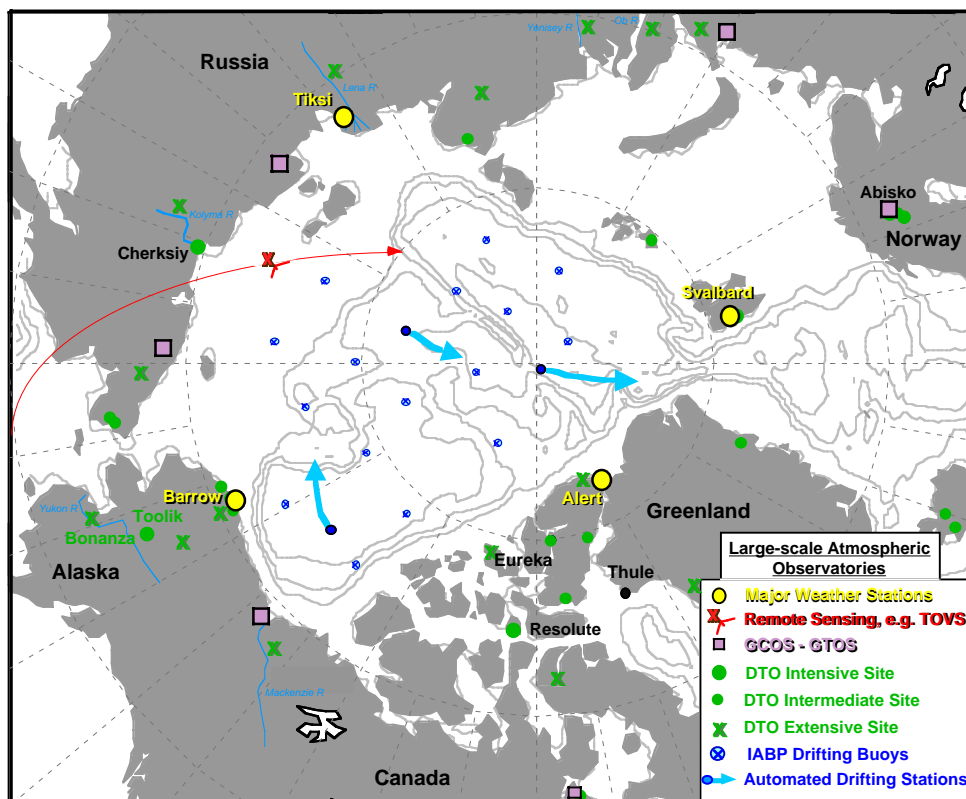 Yenisey R
Ob R
Russia
Lena R
Tiksi
Abisko
Kolyma R
Norway
Cherksiy
Svalbard
Barrow
Alert
Yukon R
Toolik
Greenland
Bonanza
Eureka
Alaska
Thule
Resolute
Mackenzie R
Canada
Large-scale Atmospheric
Observatories
Major Weather Stations
Remote Sensing, e.g. TOVS
GCOS - GTOS
DTO Intensive Site
DTO Intermediate Site
DTO Extensive Site
IABP Drifting Buoys
Automated Drifting Stations